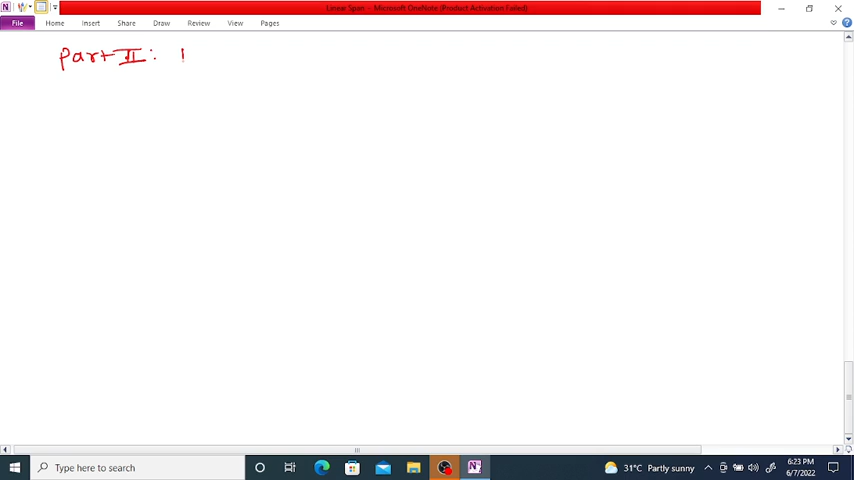 Linear Span - Microsoft OneNote (Product Activation Failed)
File Home Insert Share Draw Review View Pages
Part II: I
Type here to search
31°C Partly sunny
6:23 PM
6/7/2022